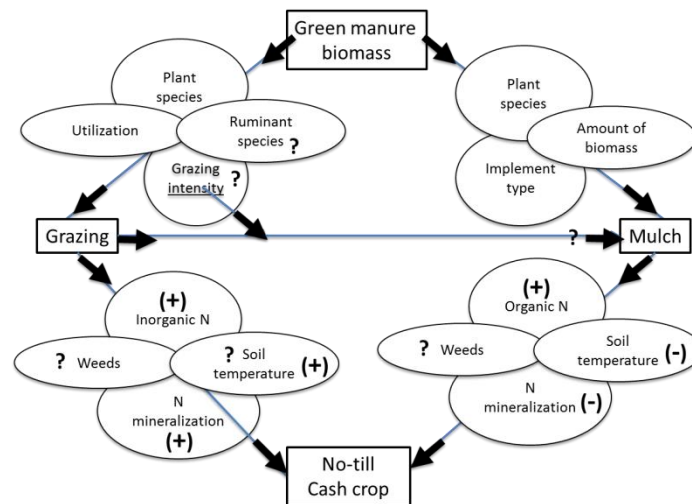 Green manure
biomass
Plant
species
Utilization
Ruminant
species ?
Grazing
intensity ?
Plant
species
Amount of
biomass
Implement
type
Grazing
?
Mulch
(+)
Inorganic N
? Weeds
? Soil
temperature (+)
N
mineralization
(+)
(+)
Organic N
? Weeds
Soil
temperature (-)
N
mineralization (-)
No-till
Cash crop